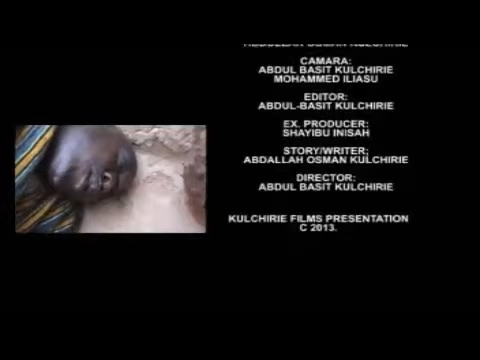 CAMARA:
ABDUL BASIT KULCHIRIE
MOHAMMED ILIASU
EDITOR:
ABDUL-BASIT KULCHIRIE
EX. PRODUCER:
SHAYIBU INISAH
STORY/WRITER;
ABDALLAH OSMAN KULCHIRIE
DIRECTOR:
ABDUL BASIT KULCHIRIE
KULCHIRIE FILMS PRESENTATION
C 2013.